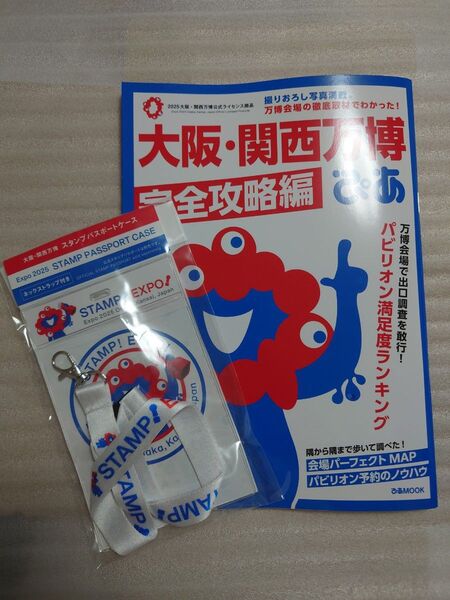 2025大阪・関西万博公式ライセンス商品
撮りおろし写真満載、
万博会場の徹底取材でわかった!
大阪・関西万博
ぴあ
完全攻略編
万博会場で出口調査を敢行!
パビリオン満足度ランキング
隅から隅まで歩いて調べた!
会場パーフェクト MAP
パビリオン予約のノウハウ
ぴあMOOK
大阪・関西万博 スタンプパスポートケース
Expo 2025 STAMP PASSPORT CASE
ネックストラップ付き
STAMP EXPO!
Expo 2025
Kansai, Japan
STAMP! E
STAMP!
STAMP!
STAMP!